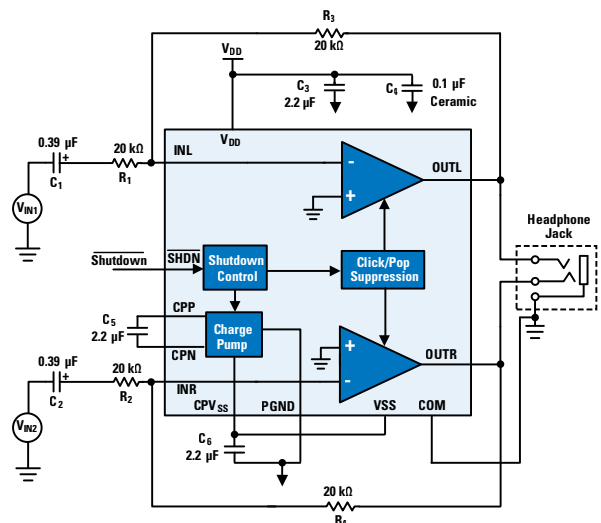 R3
20 kΩ
VDD
C3
2.2 µF
C4
0.1 µF
Ceramic
VDD
0.39 µF
+
C1
20 kΩ
R1
INL
-
+
OUTL
VIN1
Headphone
Jack
Shutdown
SHDN
Shutdown
Control
Click/Pop
Suppression
CPP
C5
2.2 µF
CPN
Charge
Pump
+
-
OUTR
0.39 µF
+
C2
20 kΩ
R2
INR
CPVSS
PGND
VSS
COM
VIN2
C6
2.2 µF
20 kΩ
R4